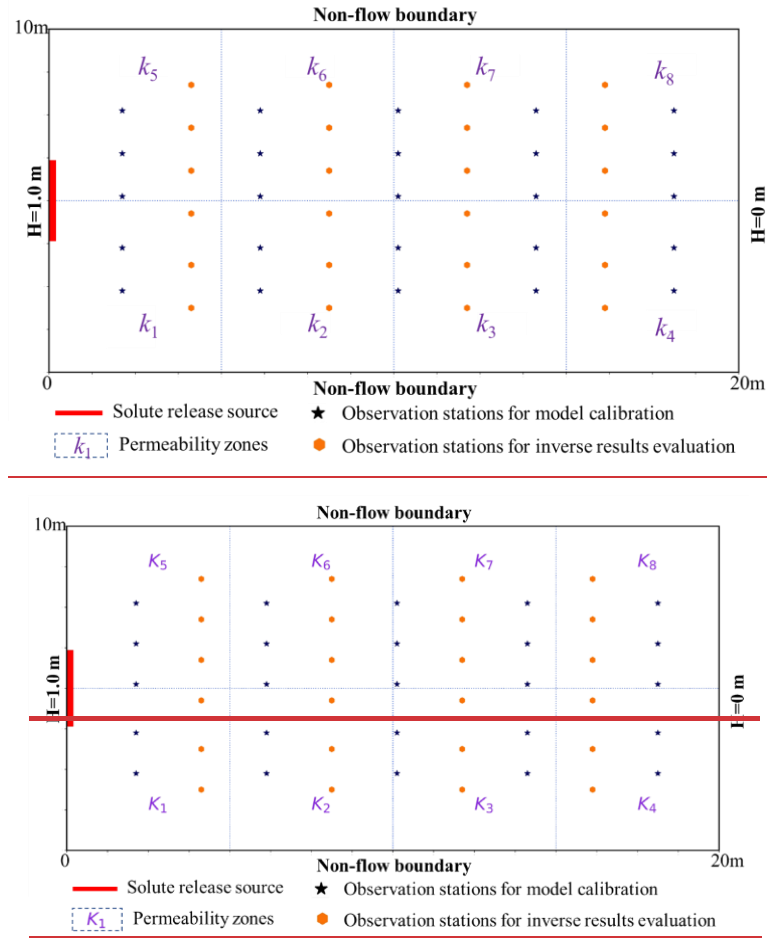 Non-flow boundary
10m
k5 k6 k7 k8
H=1.0 m
H=0 m
k1 k2 k3 k4
0
20m
Non-flow boundary
Solute release source
Observation stations for model calibration
k1 Permeability zones
Observation stations for inverse results evaluation
Non-flow boundary
10m
K5 K6 K7 K8
H=1.0 m
H=0 m
K1 K2 K3 K4
0
20m
Non-flow boundary
Solute release source
Observation stations for model calibration
K1 Permeability zones
Observation stations for inverse results evaluation